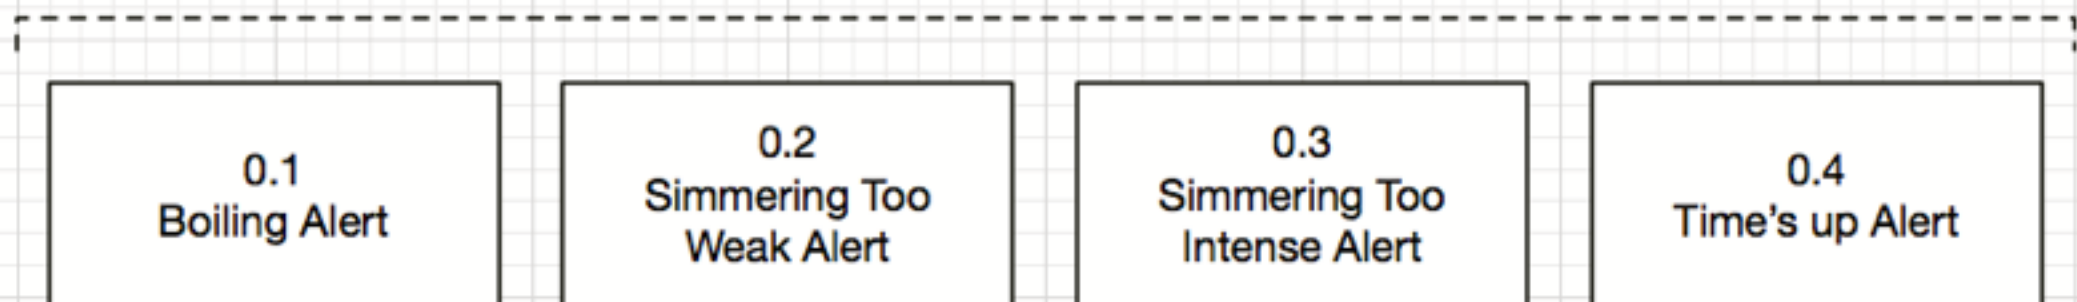 0.1
Boiling Alert
0.2
Simmering Too
Weak Alert
0.3
Simmering Too
Intense Alert
0.4
Time’s up Alert